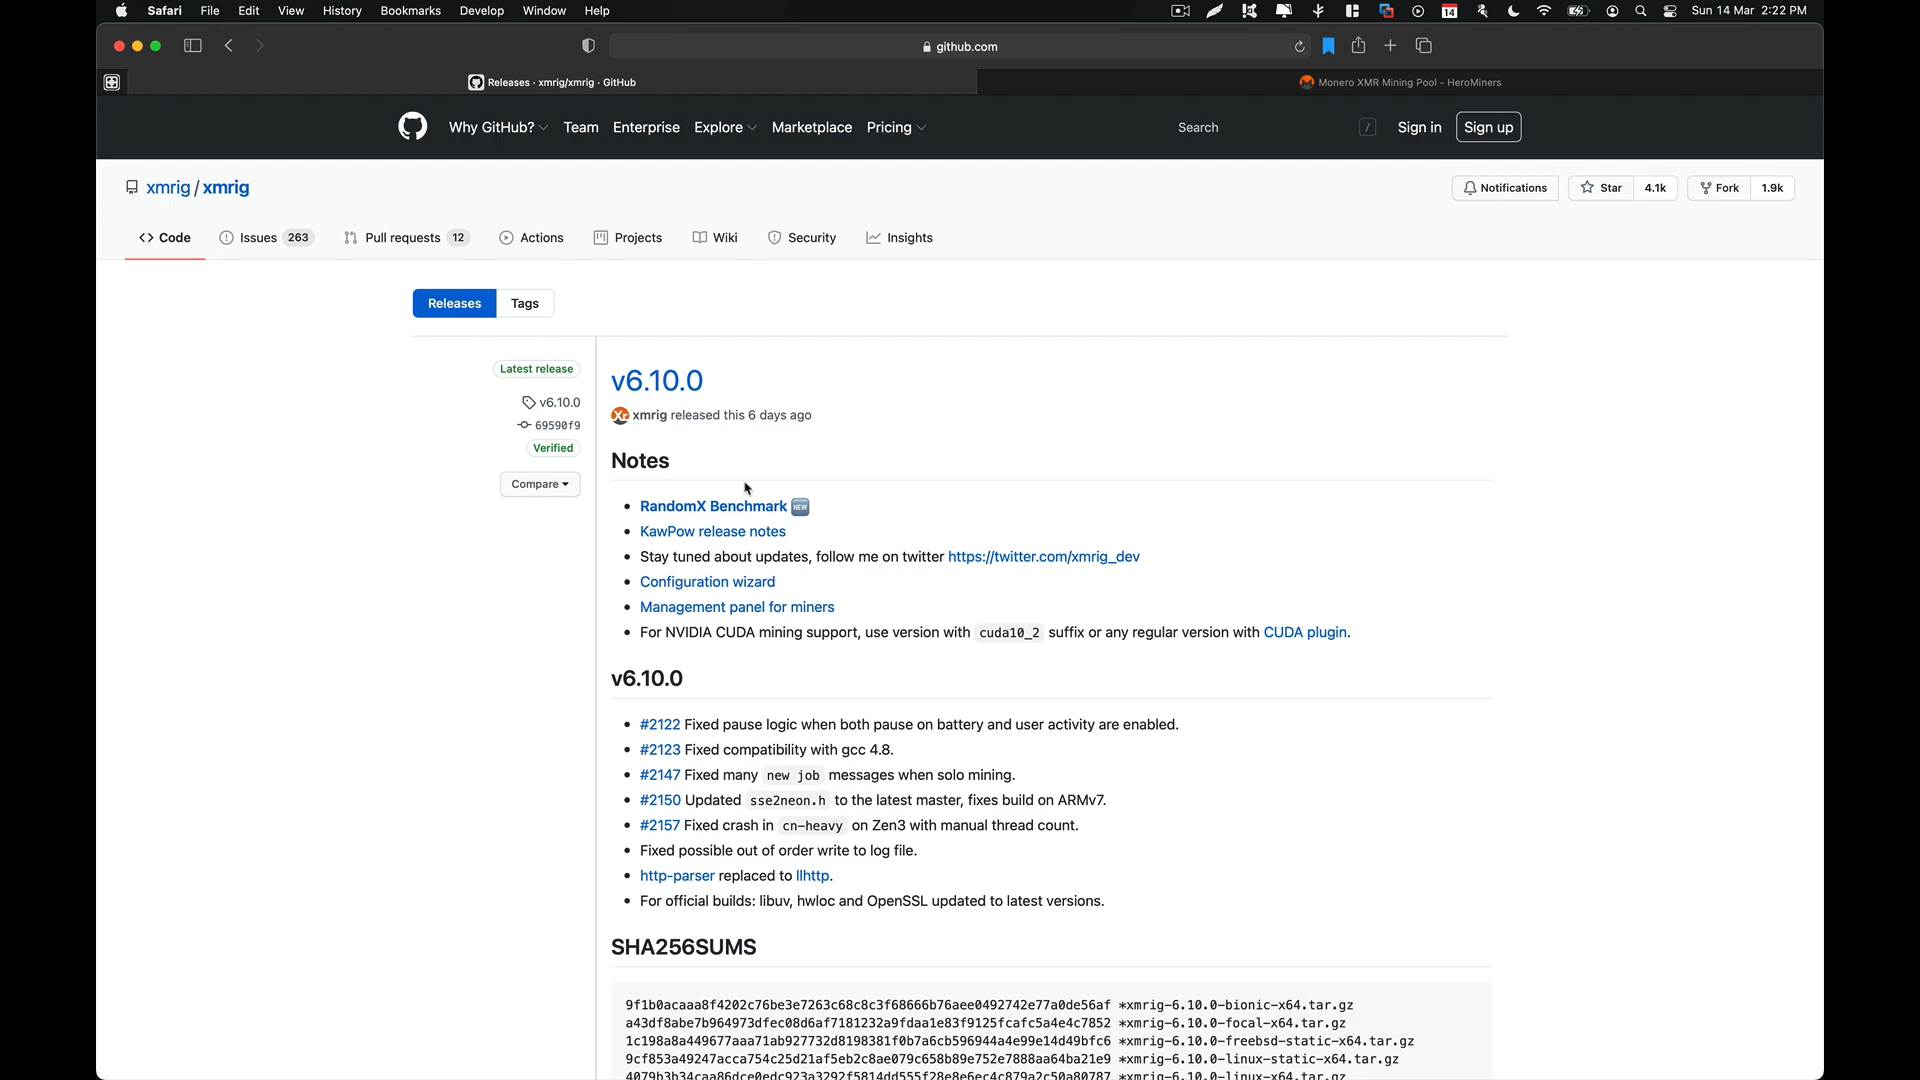 Safari File Edit View History Bookmarks Develop Window Help 14 Sun 14 Mar 2:22 PM
github.com
Releases · xmrig/xmrig · GitHub Monero XMR Mining Pool - HeroMiners
Why GitHub? Team Enterprise Explore Marketplace Pricing Search / Sign in Sign up
xmrig / xmrig Notifications Star 4.1k Fork 1.9k
<> Code Issues 263 Pull requests 12 Actions Projects Wiki Security Insights
Releases Tags
Latest release
v6.10.0
69590f9
Verified
Compare
v6.10.0
xmrig released this 6 days ago
Notes
• RandomX Benchmark NEW
• KawPow release notes
• Stay tuned about updates, follow me on twitter https://twitter.com/xmrig_dev
• Configuration wizard
• Management panel for miners
• For NVIDIA CUDA mining support, use version with cuda10_2 suffix or any regular version with CUDA plugin.
v6.10.0
• #2122 Fixed pause logic when both pause on battery and user activity are enabled.
• #2123 Fixed compatibility with gcc 4.8.
• #2147 Fixed many new job messages when solo mining.
• #2150 Updated sse2neon.h to the latest master, fixes build on ARMv7.
• #2157 Fixed crash in cn-heavy on Zen3 with manual thread count.
• Fixed possible out of order write to log file.
• http-parser replaced to llhttp.
• For official builds: libuv, hwloc and OpenSSL updated to latest versions.
SHA256SUMS
9f1b0acaaa8f4202c76be3e7263c68c8c3f68666b76aee0492742e77a0de56af *xmrig-6.10.0-bionic-x64.tar.gz
a43df8abe7b964973dfec08d6af7181232a9fdaa1e83f9125fcafc5a4e4c7852 *xmrig-6.10.0-focal-x64.tar.gz
1c198a8a449677aaa71ab927732d8198381f0b7a6cb596944a4e99e14d49bfc6 *xmrig-6.10.0-freebsd-static-x64.tar.gz
9cf853a49247acca754c25d21af5eb2c8ae079c658b89e752e7888aa64ba21e9 *xmrig-6.10.0-linux-static-x64.tar.gz
4079b3b34caa86dce0edc923a3292f5814dd555f28e8e6ec4c879a2c50a80787 *xmrig-6.10.0-linux-x64.tar.gz